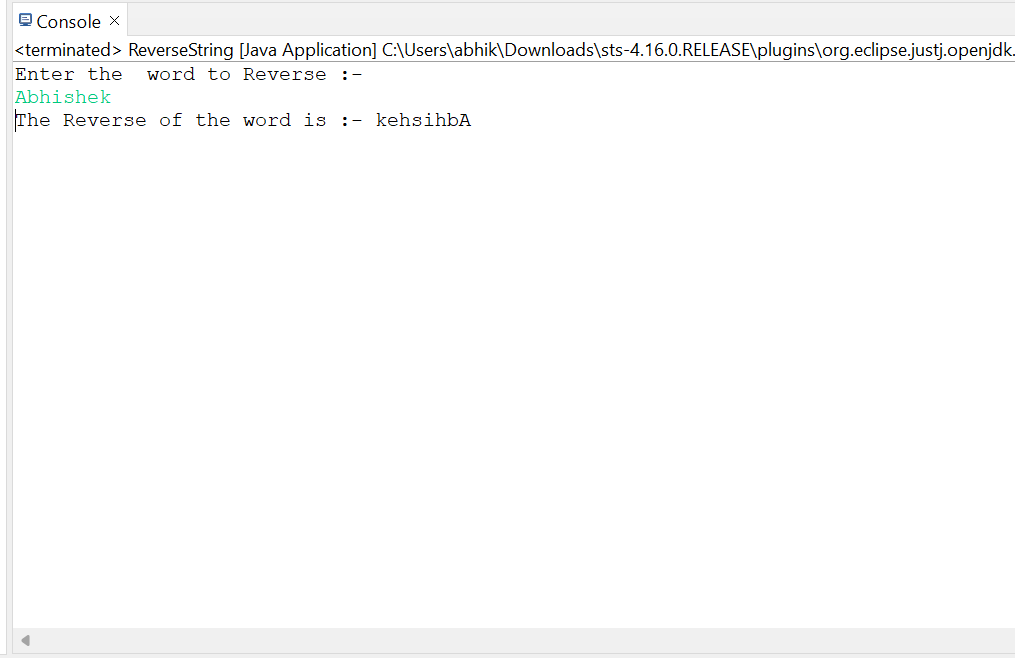 Console
<terminated> ReverseString [Java Application] C:\Users\abhik\Downloads\sts-4.16.0.RELEASE\plugins\org.eclipse.justj.openjdk.
Enter the  word to Reverse :-
Abhishek
The Reverse of the word is :- kehsihbA